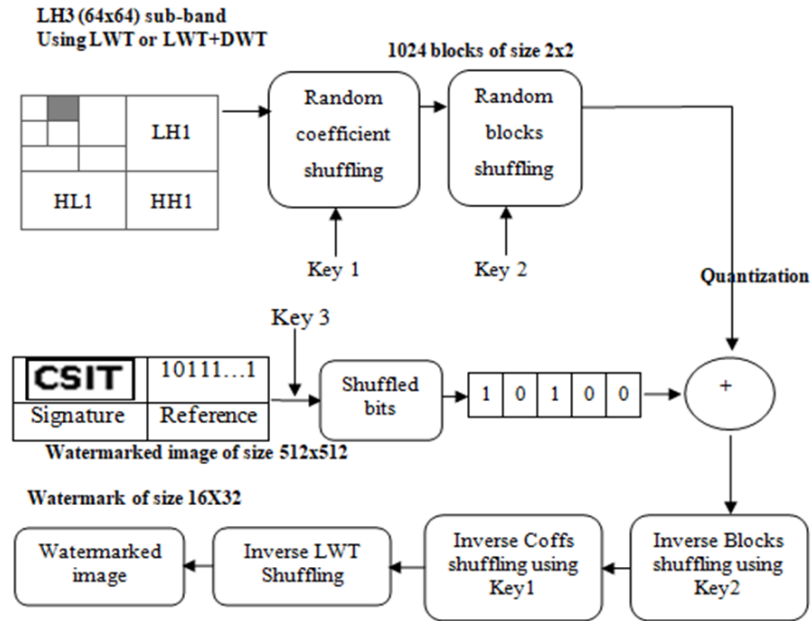 LH3 (64x64) sub-band
Using LWT or LWT+DWT
1024 blocks of size 2x2
LH1
HL1
HH1
Random
coefficient
shuffling
Random
blocks
shuffling
Key 1
Key 2
Quantization
Key 3
CSIT
10111...1
Signature
Reference
Shuffled
bits
1 0 1 0 0
+
Watermarked image of size 512x512
Watermark of size 16X32
Watermarked
image
Inverse LWT
Shuffling
Inverse Coffs
shuffling using
Key1
Inverse Blocks
shuffling using
Key2